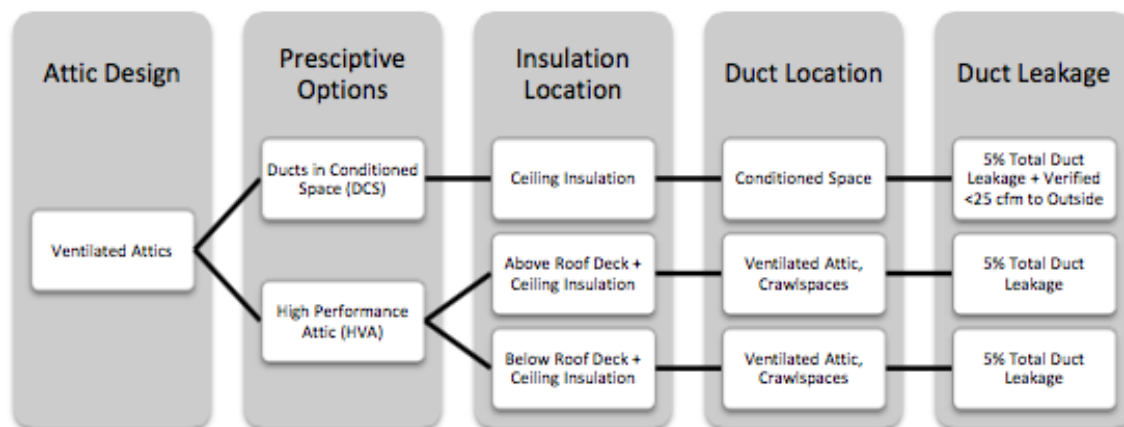 Attic Design
Presciptive
Options
Insulation
Location
Duct Location
Duct Leakage
Ventilated Attics
Ducts in Conditioned
Space (DCS)
Ceiling Insulation
Conditioned Space
5% Total Duct
Leakage + Verified
<25 cfm to Outside
High Performance
Attic (HVA)
Above Roof Deck +
Ceiling Insulation
Ventilated Attic,
Crawlspaces
5% Total Duct
Leakage
Below Roof Deck +
Ceiling Insulation
Ventilated Attic,
Crawlspaces
5% Total Duct
Leakage